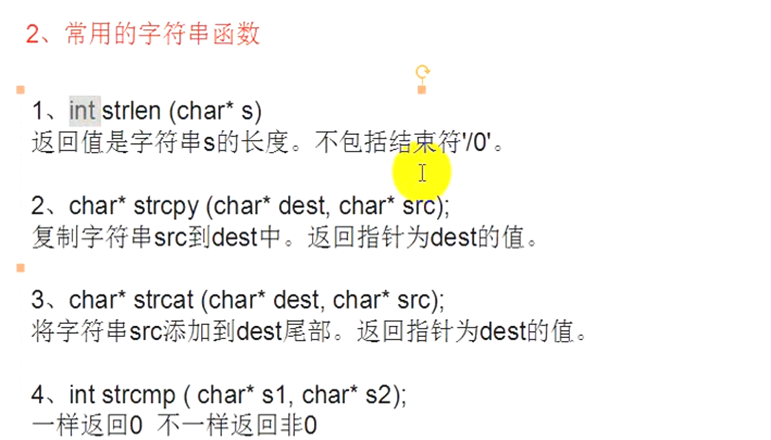 2、常用的字符串函数
1、int strlen (char* s)
返回值是字符串s的长度。不包括结束符'/0'。
2、char* strcpy (char* dest, char* src);
复制字符串src到dest中。返回指针为dest的值。
3、char* strcat (char* dest, char* src);
将字符串src添加到dest尾部。返回指针为dest的值。
4、int strcmp ( char* s1, char* s2);
一样返回0 不一样返回非0